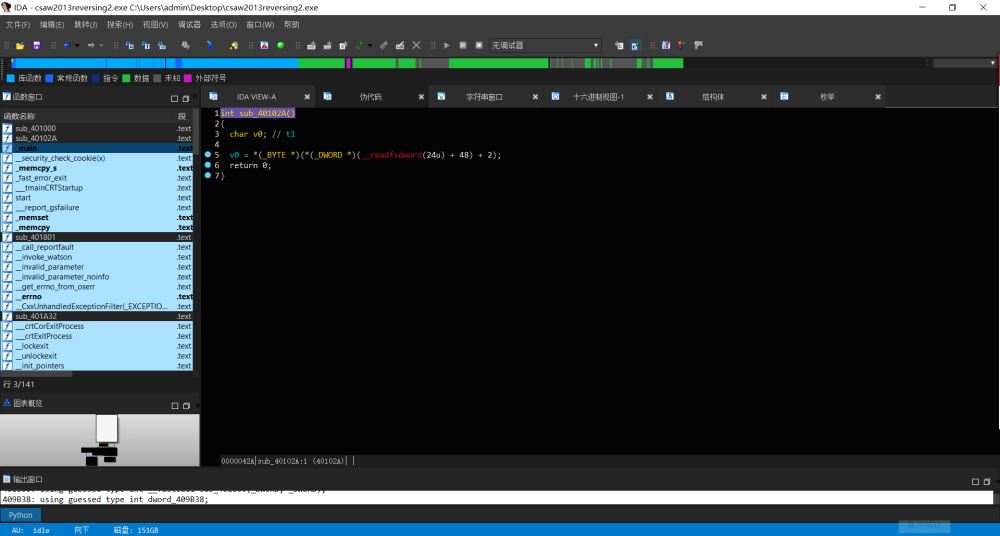 IDA - csaw2013reversing2.exe C:\Users\admin\Desktop\csaw2013reversing2.exe
文件(F) 编辑(E) 跳转(J) 搜索(H) 视图(V) 调试器 选项(O) 窗口(W) 帮助
无调试器
库函数 常规函数 指令 数据 未知 外部符号
函数窗口
函数名称 段
sub_401000 .text
sub_40102A .text
_main .text
__security_check_cookie(x) .text
_memcpy_s .text
_fast_error_exit .text
___tmainCRTStartup .text
start .text
___report_gsfailure .text
_memset .text
_memcpy .text
sub_401801 .text
__call_reportfault .text
__invoke_watson .text
__invalid_parameter .text
__invalid_parameter_noinfo .text
__get_errno_from_oserr .text
__errno .text
__CxxUnhandledExceptionFilter(_EXCEPTIO... .text
sub_401A32 .text
___crtCorExitProcess .text
___crtExitProcess .text
__lockexit .text
__unlockexit .text
__init_pointers .text
行 3/141
图表概览
IDA VIEW-A 伪代码 字符串窗口 十六进制视图-1 结构体 枚举
1 int sub_40102A()
2 {
3 char v0; // t1
4
5 v0 = *(_BYTE *)(*(_DWORD *)(__readfsdword(24u) + 48) + 2);
6 return 0;
7 }
0000042A sub_40102A:1 (40102A)
输出窗口
409B38: using guessed type int dword_409B38;
Python
AU: idle 向下 磁盘: 151GB